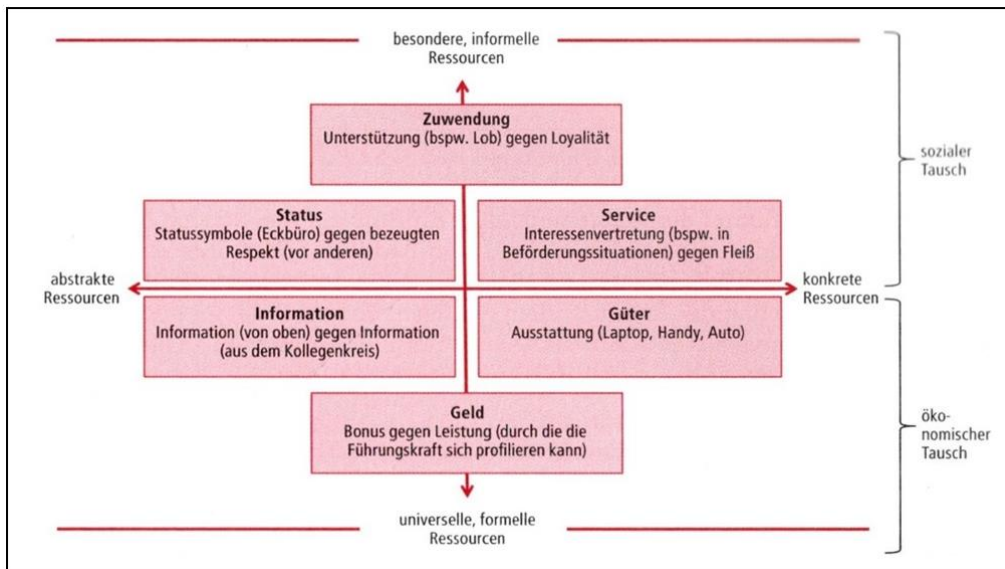 besondere, informelle
Ressourcen
Zuwendung
Unterstützung (bspw. Lob) gegen Loyalität
sozialer
Tausch
Status
Statussymbole (Eckbüro) gegen bezeugten
Respekt (vor anderen)
Service
Interessenvertretung (bspw. in
Beförderungssituationen) gegen Fleiß
abstrakte
Ressourcen
konkrete
Ressourcen
Information
Information (von oben) gegen Information
(aus dem Kollegenkreis)
Güter
Ausstattung (Laptop, Handy, Auto)
Geld
Bonus gegen Leistung (durch die die
Führungskraft sich profilieren kann)
öko-
nomischer
Tausch
universelle, formelle
Ressourcen